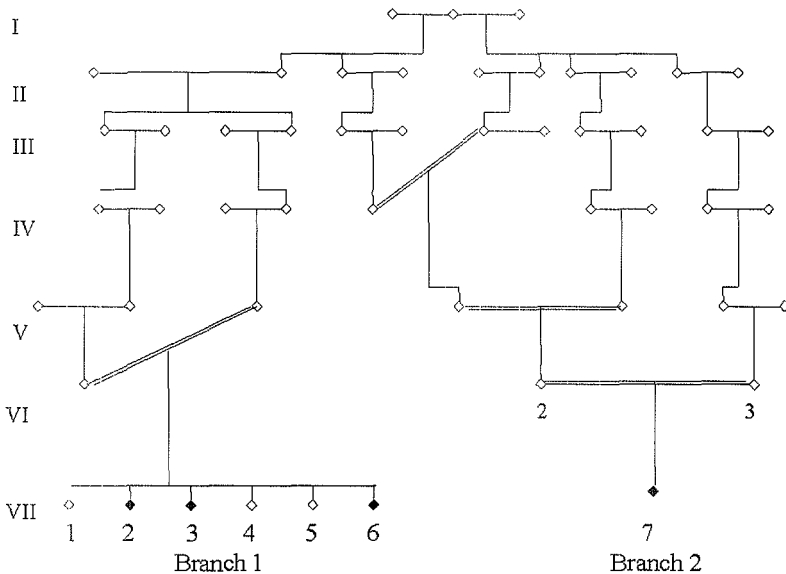 I
II
III
IV
V
2 3
VI
VII
1 2 3 4 5 6 7
Branch 1 Branch 2